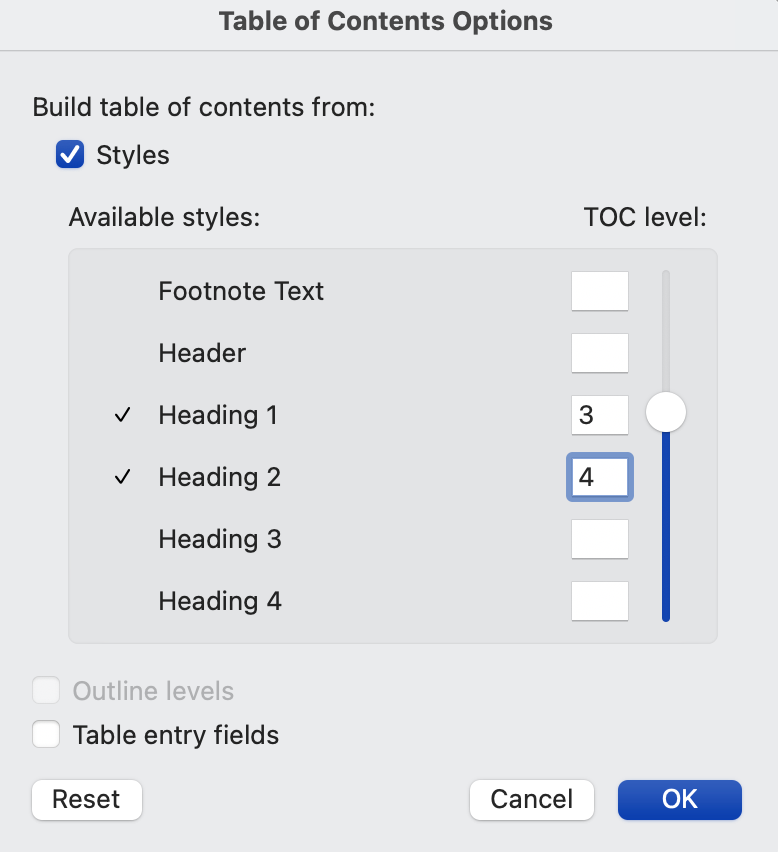 Table of Contents Options
Build table of contents from:
Styles
Available styles: TOC level:
Footnote Text
Header
Heading 1 3
Heading 2 4
Heading 3
Heading 4
Outline levels
Table entry fields
Reset Cancel OK